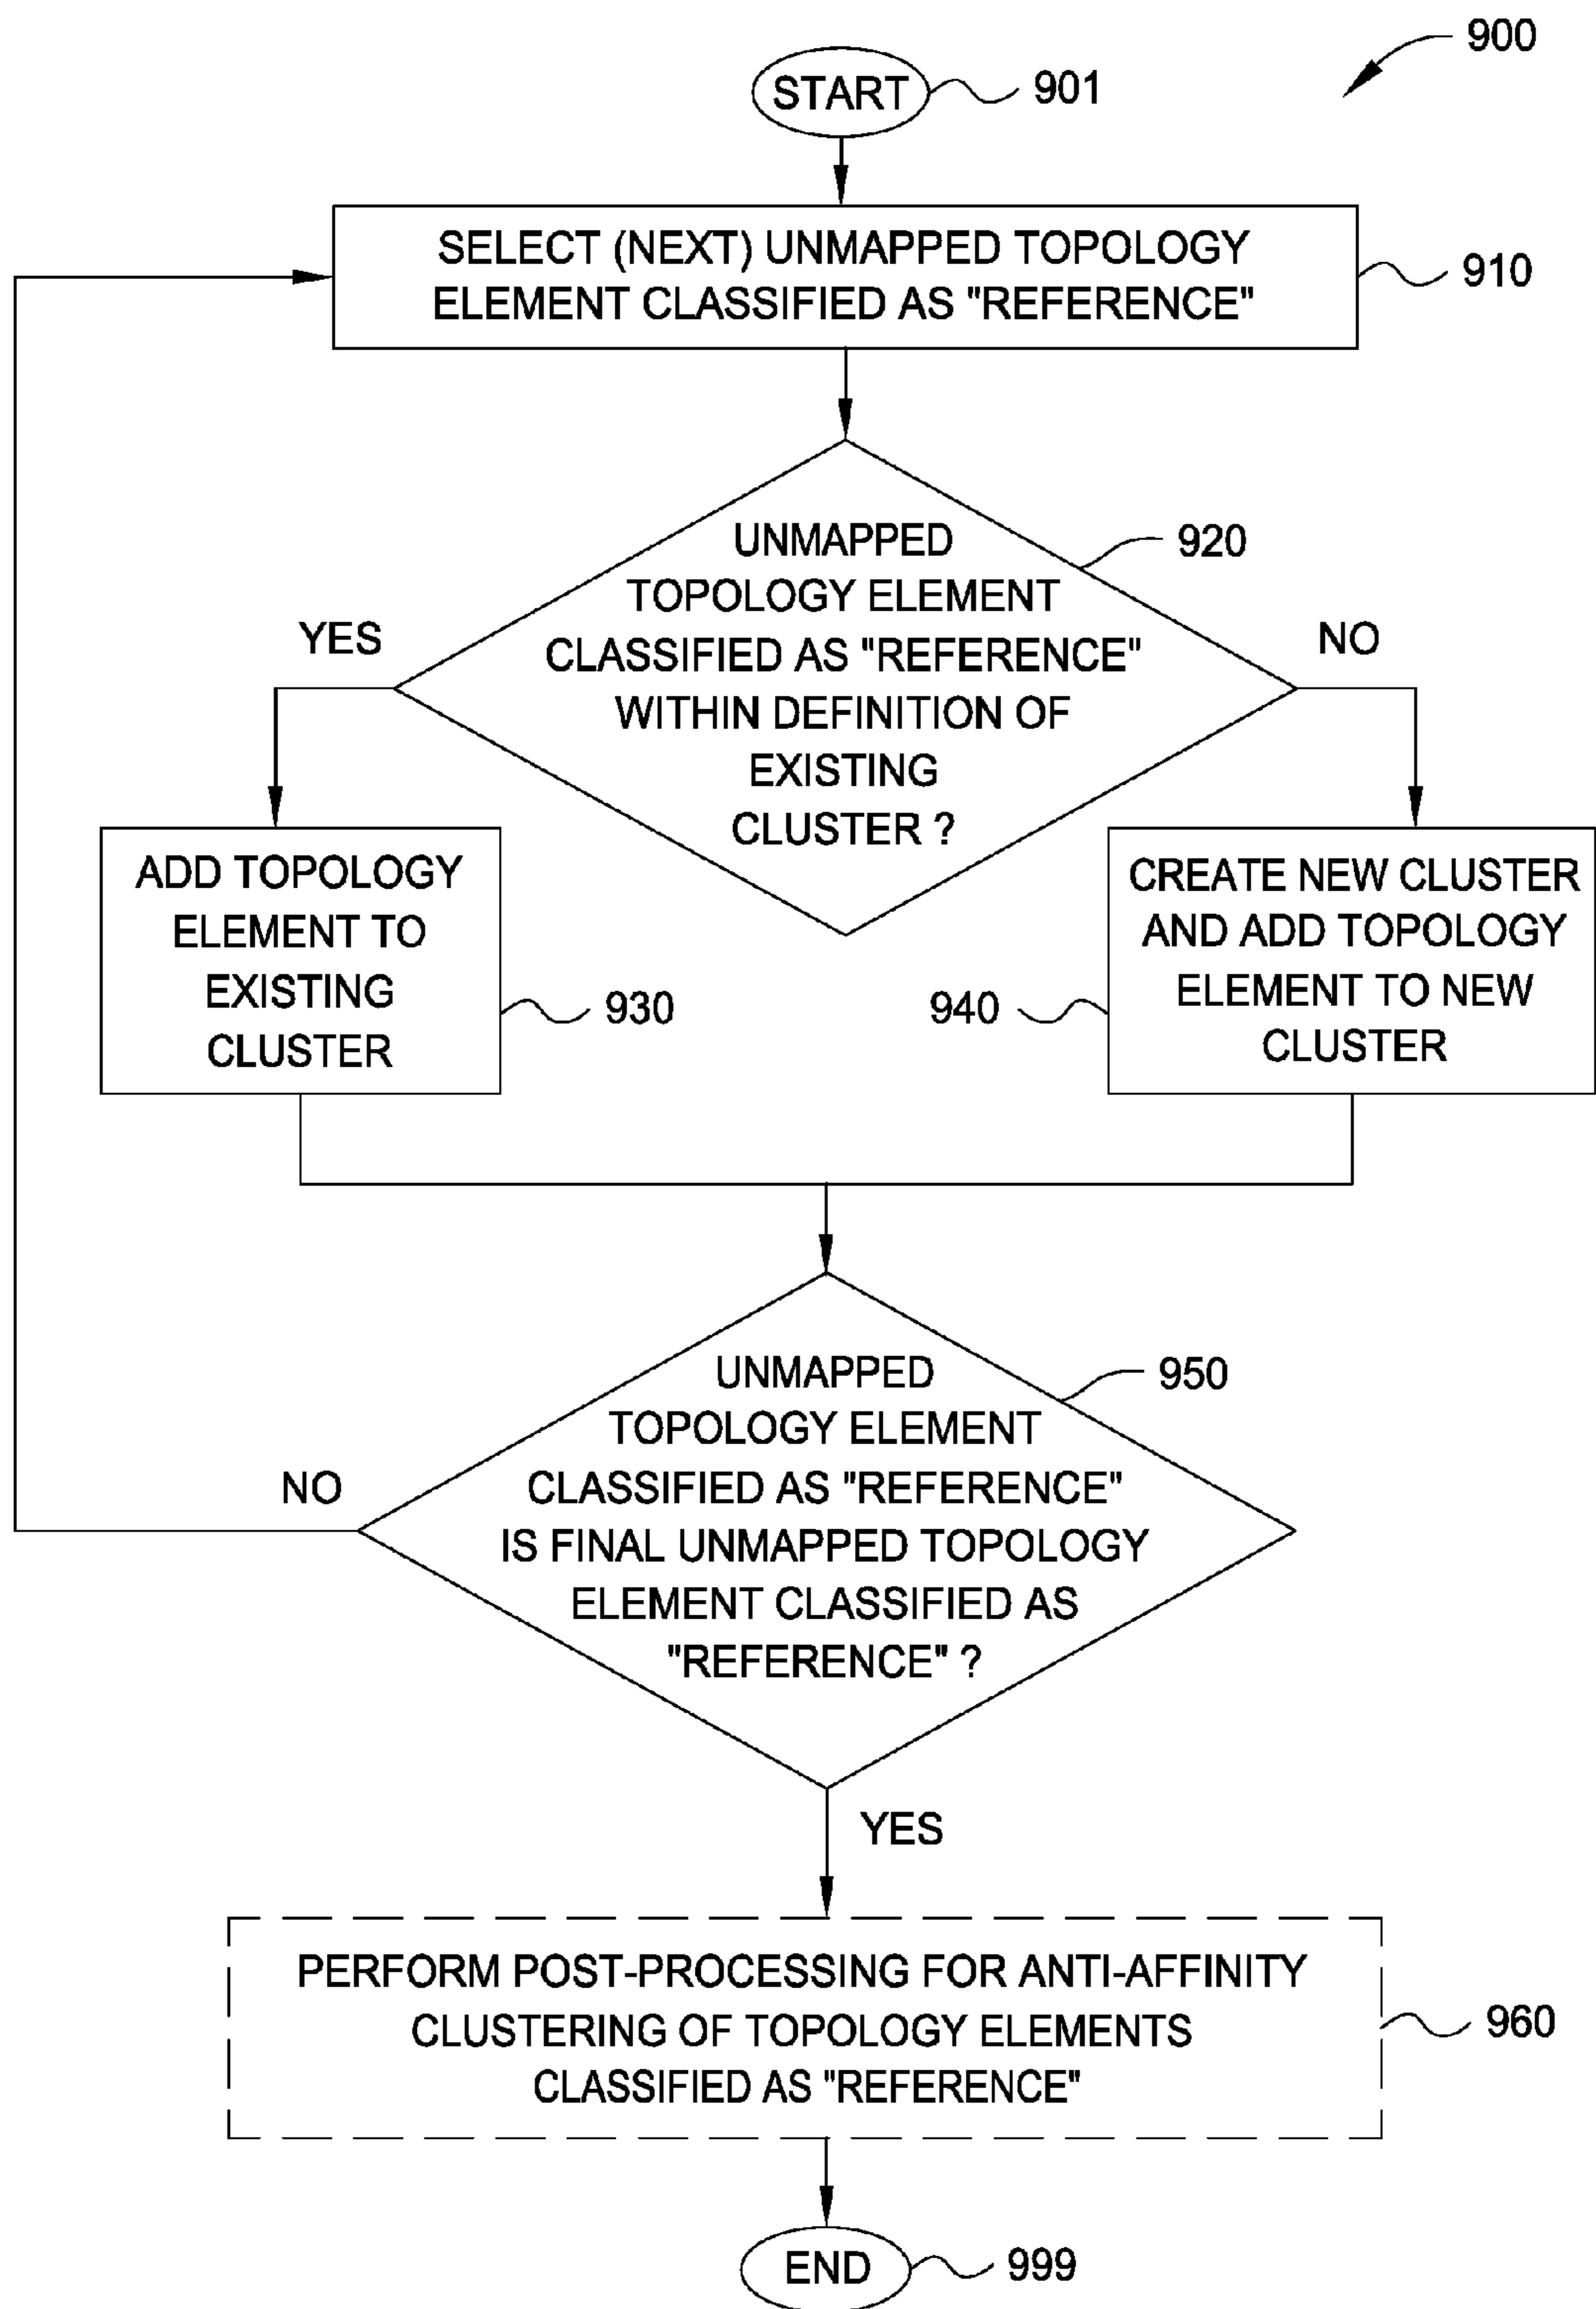 900
START
901
SELECT (NEXT) UNMAPPED TOPOLOGY
ELEMENT CLASSIFIED AS "REFERENCE"
910
UNMAPPED
TOPOLOGY ELEMENT
CLASSIFIED AS "REFERENCE"
WITHIN DEFINITION OF
EXISTING
CLUSTER ?
920
YES
NO
ADD TOPOLOGY
ELEMENT TO
EXISTING
CLUSTER
930
CREATE NEW CLUSTER
AND ADD TOPOLOGY
ELEMENT TO NEW
CLUSTER
940
UNMAPPED
TOPOLOGY ELEMENT
CLASSIFIED AS "REFERENCE"
IS FINAL UNMAPPED TOPOLOGY
ELEMENT CLASSIFIED AS
"REFERENCE" ?
950
NO
YES
PERFORM POST-PROCESSING FOR ANTI-AFFINITY
CLUSTERING OF TOPOLOGY ELEMENTS
CLASSIFIED AS "REFERENCE"
960
END
999